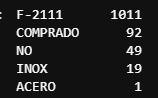 : F-2111 1011
COMPRADO 92
NO 49
INOX 19
ACERO 1